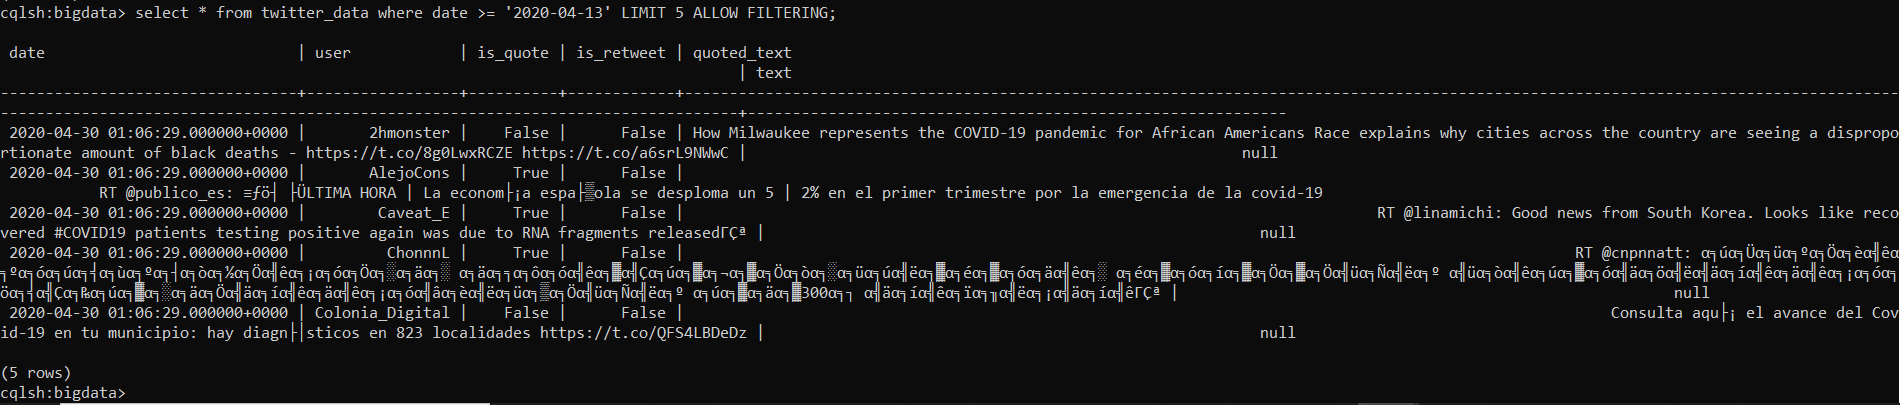 cqlsh:bigdata> select * from twitter_data where date >= '2020-04-13' LIMIT 5 ALLOW FILTERING;
date | user | is_quote | is_retweet | quoted_text
| text
2020-04-30 01:06:29.000000+0000 | 2hmonster | False | False | How Milwaukee represents the COVID-19 pandemic for African Americans Race explains why cities across the country are seeing a dispropo
rtionate amount of black deaths - https://t.co/8g0LwxRCZE https://t.co/a6srL9NWwC | null
2020-04-30 01:06:29.000000+0000 | AlejoCons | True | False |
RT @publico_es: ≡ƒö┤ ├ÜLTIMA HORA | La econom├¡a espa├▒ola se desploma un 5 | 2% en el primer trimestre por la emergencia de la covid-19
2020-04-30 01:06:29.000000+0000 | Caveat_E | True | False | RT @linamichi: Good news from South Korea. Looks like reco
vered #COVID19 patients testing positive again was due to RNA fragments releasedΓÇª | null
2020-04-30 01:06:29.000000+0000 | ChonnnL | True | False | RT @cnpnnatt:
300 | null
2020-04-30 01:06:29.000000+0000 | Colonia_Digital | False | False | Consulta aqu├¡ el avance del Cov
id-19 en tu municipio: hay diagn├│sticos en 823 localidades https://t.co/QFS4LBDeDz | null
(5 rows)
cqlsh:bigdata>